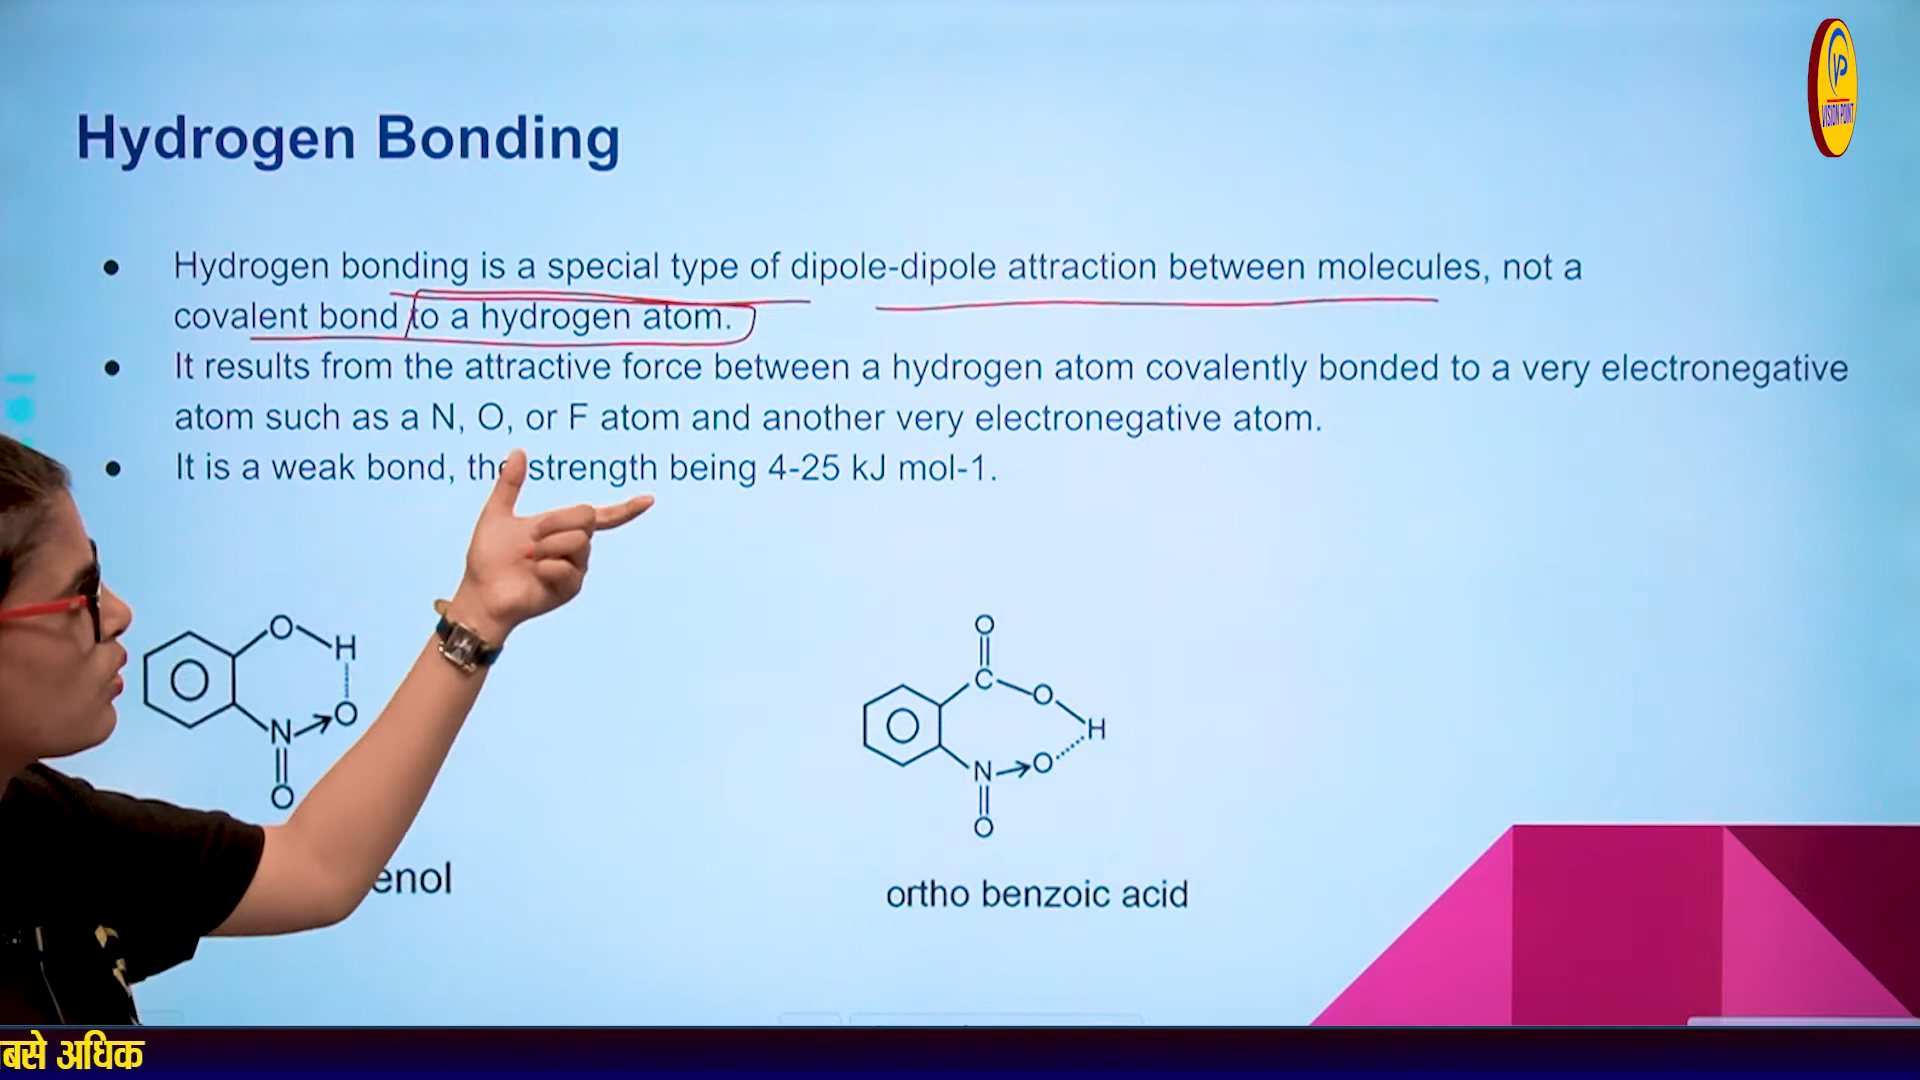 VP
VISION POINT
Hydrogen Bonding
● Hydrogen bonding is a special type of dipole-dipole attraction between molecules, not a
covalent bond to a hydrogen atom.
● It results from the attractive force between a hydrogen atom covalently bonded to a very electronegative
atom such as a N, O, or F atom and another very electronegative atom.
● It is a weak bond, the strength being 4-25 kJ mol-1.
O
H
O
N
O
O
C
O
H
N
O
O
enol
ortho benzoic acid
अधिक